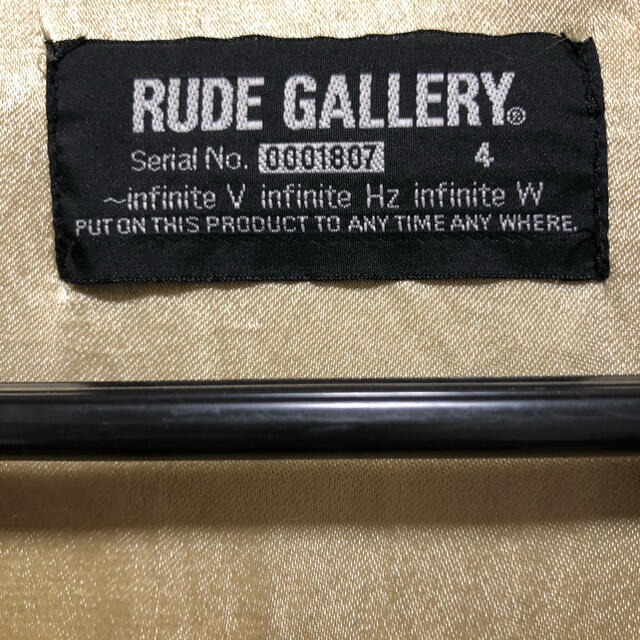 RUDE GALLERY®
Serial No. 0001807 4
~infinite V infinite Hz infinite W
PUT ON THIS PRODUCT TO ANY TIME ANY WHERE.